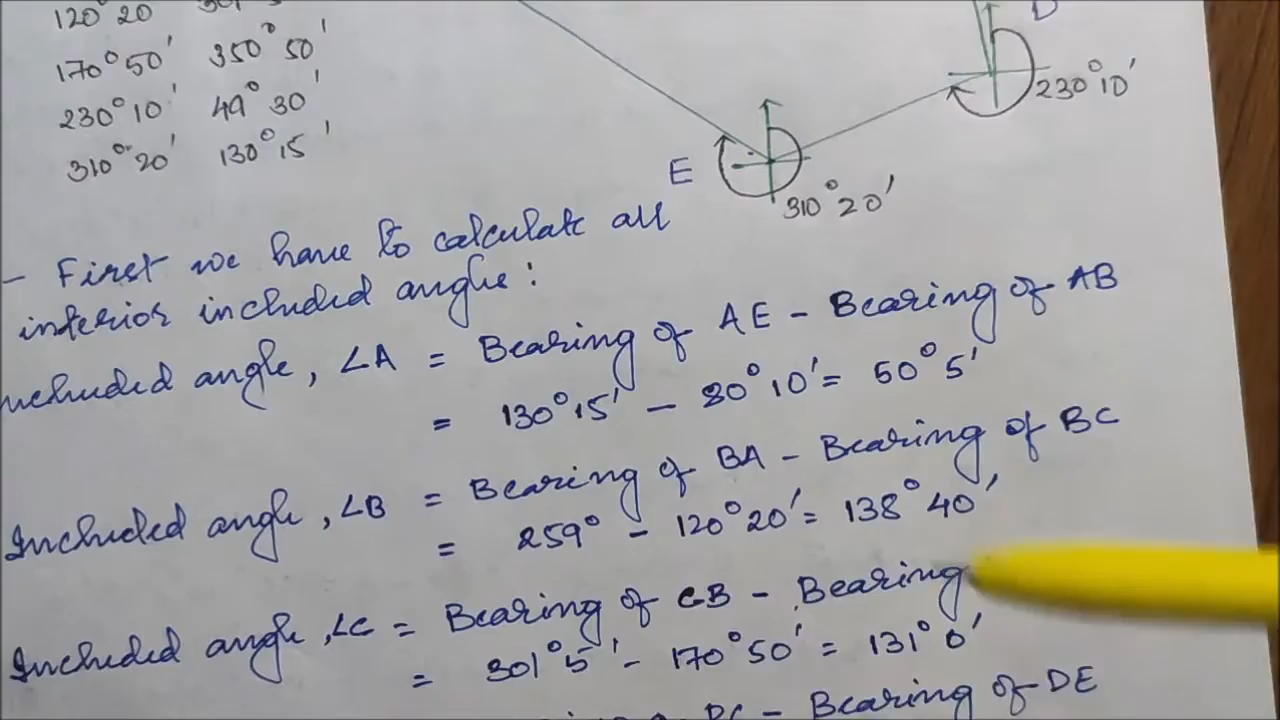 120°20
170°50' 350°50'
230°10' 49°30'
310°20' 130°15'
D
230°10'
E
310°20'
- First we have to calculate all
interior included angle:
ncluded angle, ∠A = Bearing of AE - Bearing of AB
= 130°15' - 80°10' = 50°5'
Included angle, ∠B = Bearing of BA - Bearing of BC
= 259° - 120°20' = 138°40'
Included angle, ∠C = Bearing of CB - Bearing
= 301°5' - 170°50' = 131°0'
DC - Bearing of DE